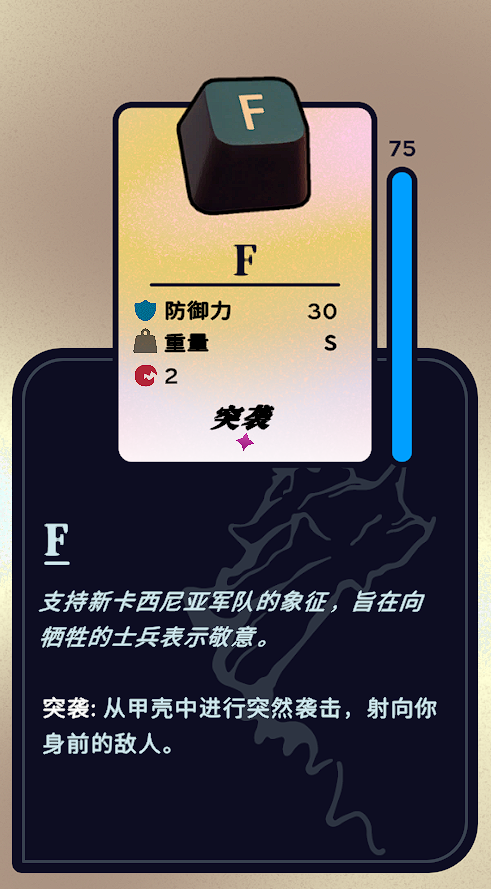 F
75
F
防御力 30
重量 S
2
突袭
F
支持新卡西尼亚军队的象征，旨在向
牺牲的士兵表示敬意。
突袭: 从甲壳中进行突然袭击，射向你
身前的敌人。